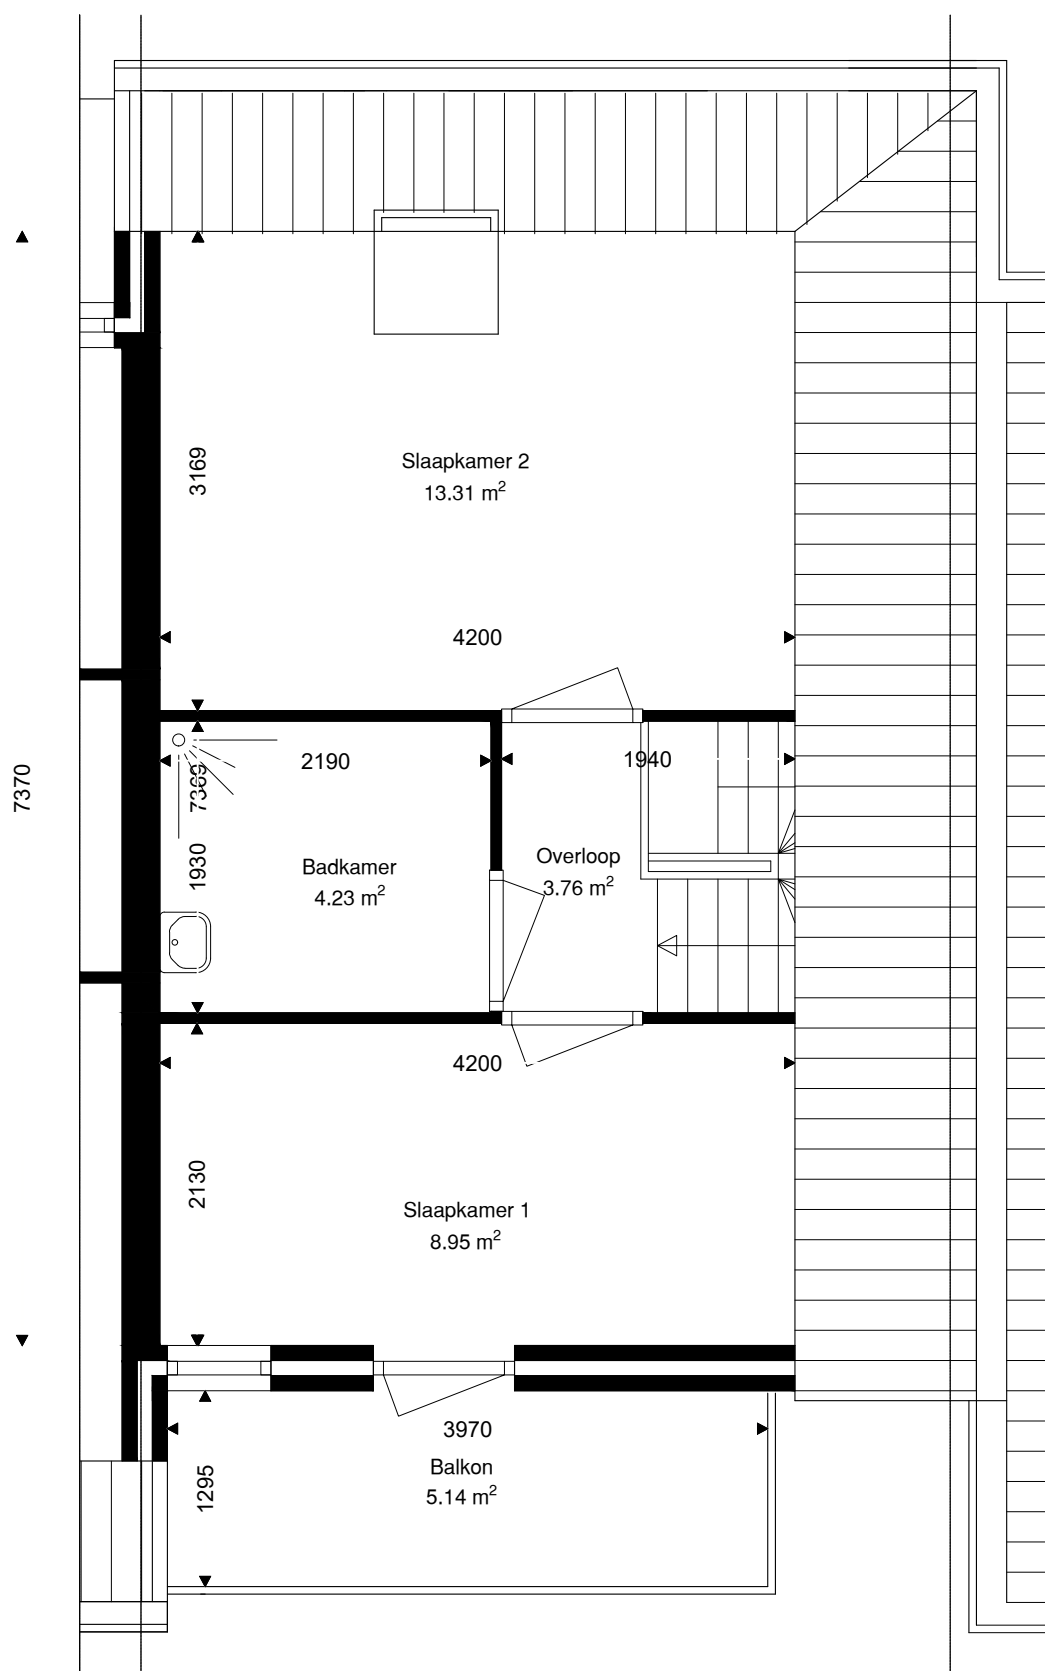 3169
Slaapkamer 2
13.31 m²
4200
2190
1940
7370
7369
1930
Badkamer
4.23 m²
Overloop
3.76 m²
4200
2130
Slaapkamer 1
8.95 m²
3970
Balkon
5.14 m²
1295